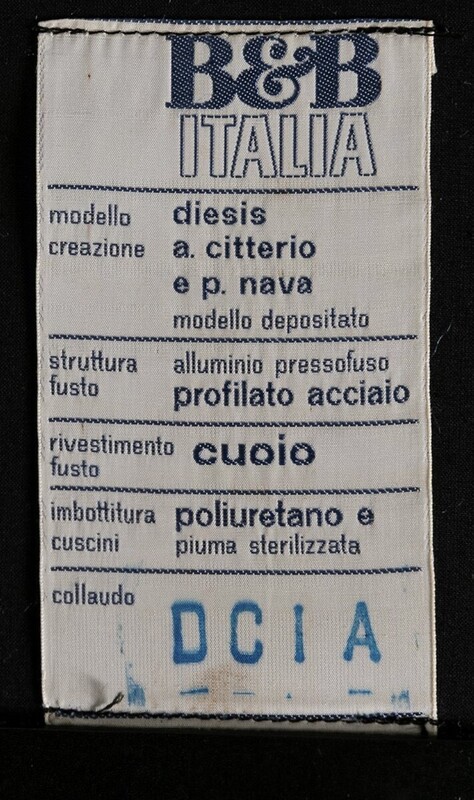 B&B
ITALIA
modello diesis
creazione a. citterio
e p. nava
modello depositato
struttura alluminio pressofuso
fusto profilato acciaio
rivestimento cuoio
fusto
imbottitura poliuretano e
cuscini piuma sterilizzata
collaudo
DCIA